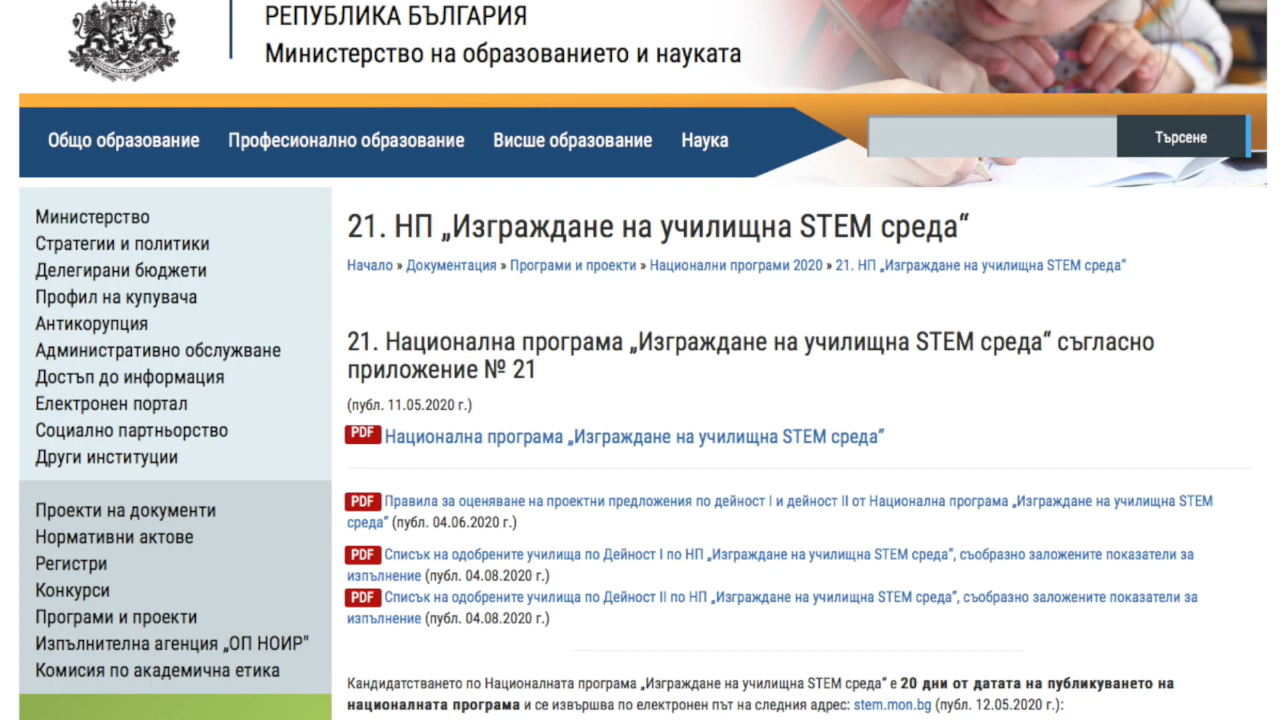 РЕПУБЛИКА БЪЛГАРИЯ
Министерство на образованието и науката
Общо образование Професионално образование Висше образование Наука
Търсене
Министерство
Стратегии и политики
Делегирани бюджети
Профил на купувача
Антикорупция
Административно обслужване
Достъп до информация
Електронен портал
Социално партньорство
Други институции
Проекти на документи
Нормативни актове
Регистри
Конкурси
Програми и проекти
Изпълнителна агенция „ОП НОИР"
Комисия по академична етика
21. НП „Изграждане на училищна STEM среда“
Начало » Документация » Програми и проекти » Национални програми 2020 » 21. НП „Изграждане на училищна STEM среда“
21. Национална програма „Изграждане на училищна STEM среда“ съгласно
приложение № 21
(публ. 11.05.2020 г.)
PDF Национална програма „Изграждане на училищна STEM среда“
PDF Правила за оценяване на проектни предложения по дейност I и дейност II от Национална програма „Изграждане на училищна STEM
среда“ (публ. 04.06.2020 г.)
PDF Списък на одобрените училища по Дейност I по НП „Изграждане на училищна STEM среда“, съобразно заложените показатели за
изпълнение (публ. 04.08.2020 г.)
PDF Списък на одобрените училища по Дейност II по НП „Изграждане на училищна STEM среда“, съобразно заложените показатели за
изпълнение (публ. 04.08.2020 г.)
Кандидатстването по Националната програма „Изграждане на училищна STEM среда“ е 20 дни от датата на публикуването на
националната програма и се извършва по електронен път на следния адрес: stem.mon.bg (публ. 12.05.2020 г.):